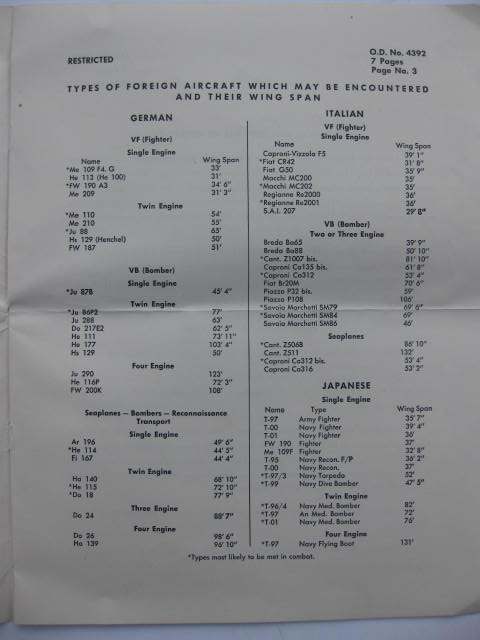 RESTRICTED
O.D. No. 4392
7 Pages
Page No. 3
TYPES OF FOREIGN AIRCRAFT WHICH MAY BE ENCOUNTERED
AND THEIR WING SPAN
GERMAN
VF (Fighter)
Single Engine
Name Wing Span
*Me 109 F4. G 33'
He 113 (He 100) 31'
*FW 190 A3 34' 6"
Me 209 31' 3"
Twin Engine
*Me 110 54'
Me 210 55'
*Ju 88 65'
Hs 129 (Henchel) 50'
FW 187 51'
VB (Bomber)
Single Engine
*Ju 87B 45' 4"
Twin Engine
*Ju 86P2 77'
Ju 288 63'
Do 217E2 62' 5"
He 111 73' 11"
He 177 103' 4"
Hs 129 50'
Four Engine
Ju 290 123'
He 116P 72' 3"
FW 200K 108'
Seaplanes — Bombers — Reconnaissance
Transport
Single Engine
Ar 196 49' 6"
*He 114 44' 5"
Fi 167 44' 4"
Twin Engine
Ha 140 68' 10"
*He 115 72' 10"
*Do 18 77' 9"
Three Engine
Do 24 88' 7"
Four Engine
Do 26 98' 6"
Ha 139 96' 10"
ITALIAN
VF (Fighter)
Single Engine
Name Wing Span
Caproni-Vizzola F5 39' 1"
*Fiat CR42 31' 8"
Fiat G50 35' 9"
Macchi MC200 35'
*Macchi MC202 35'
Regianne Re2000 36'
*Regianne Re2001 36'
S.A.I. 207 29' 8"
VB (Bomber)
Two or Three Engine
Breda Ba65 39' 9"
Breda Ba88 50' 10"
*Cant. Z1007 bis. 81' 10"
Caproni Ca135 bis. 61' 8"
*Caproni Ca312 53' 4"
Fiat Br20M 70' 6"
Piazzo P32 bis. 59'
Piazzo P108 106'
*Savoia Marchetti SM79 69' 6"
*Savoia Marchetti SM84 69'
Savoia Marchetti SM86 46'
Seaplanes
*Cant. Z506B 86' 10"
Cant. Z511 132'
*Caproni Ca312 bis. 53' 4"
Caproni Ca316 53' 2"
JAPANESE
Single Engine
Name Type Wing Span
T-97 Army Fighter 35' 7"
T-00 Navy Fighter 39' 4"
T-01 Navy Fighter 36'
FW 190 Fighter 37'
Me 109F Fighter 32' 8"
T-95 Navy Recon. F/P 36' 2"
T-00 Navy Recon. 37'
*T-97/3 Navy Torpedo 52'
*T-99 Navy Dive Bomber 47' 5"
Twin Engine
*T-96/4 Navy Med. Bomber 82'
*T-97 An Med. Bomber 72'
*T-01 Navy Med. Bomber 76'
Four Engine
*T-97 Navy Flying Boat 131'
*Types most likely to be met in combat.